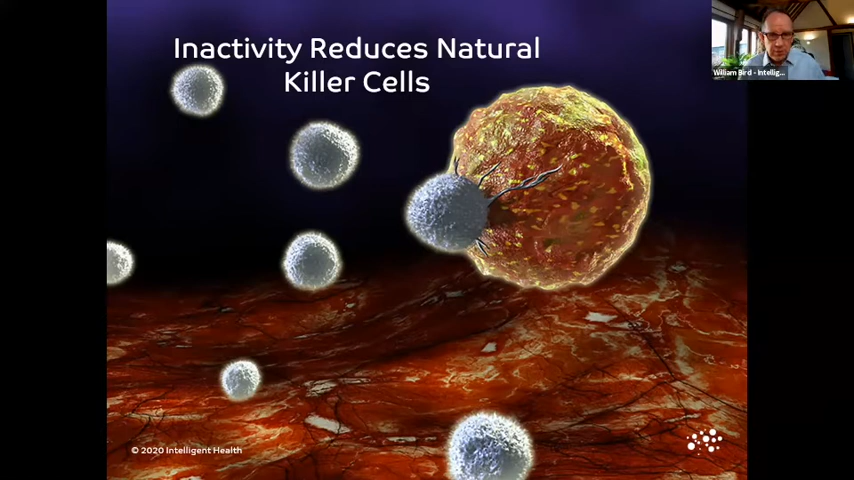 Inactivity Reduces Natural
Killer Cells
William Bird - Intellig...
© 2020 Intelligent Health